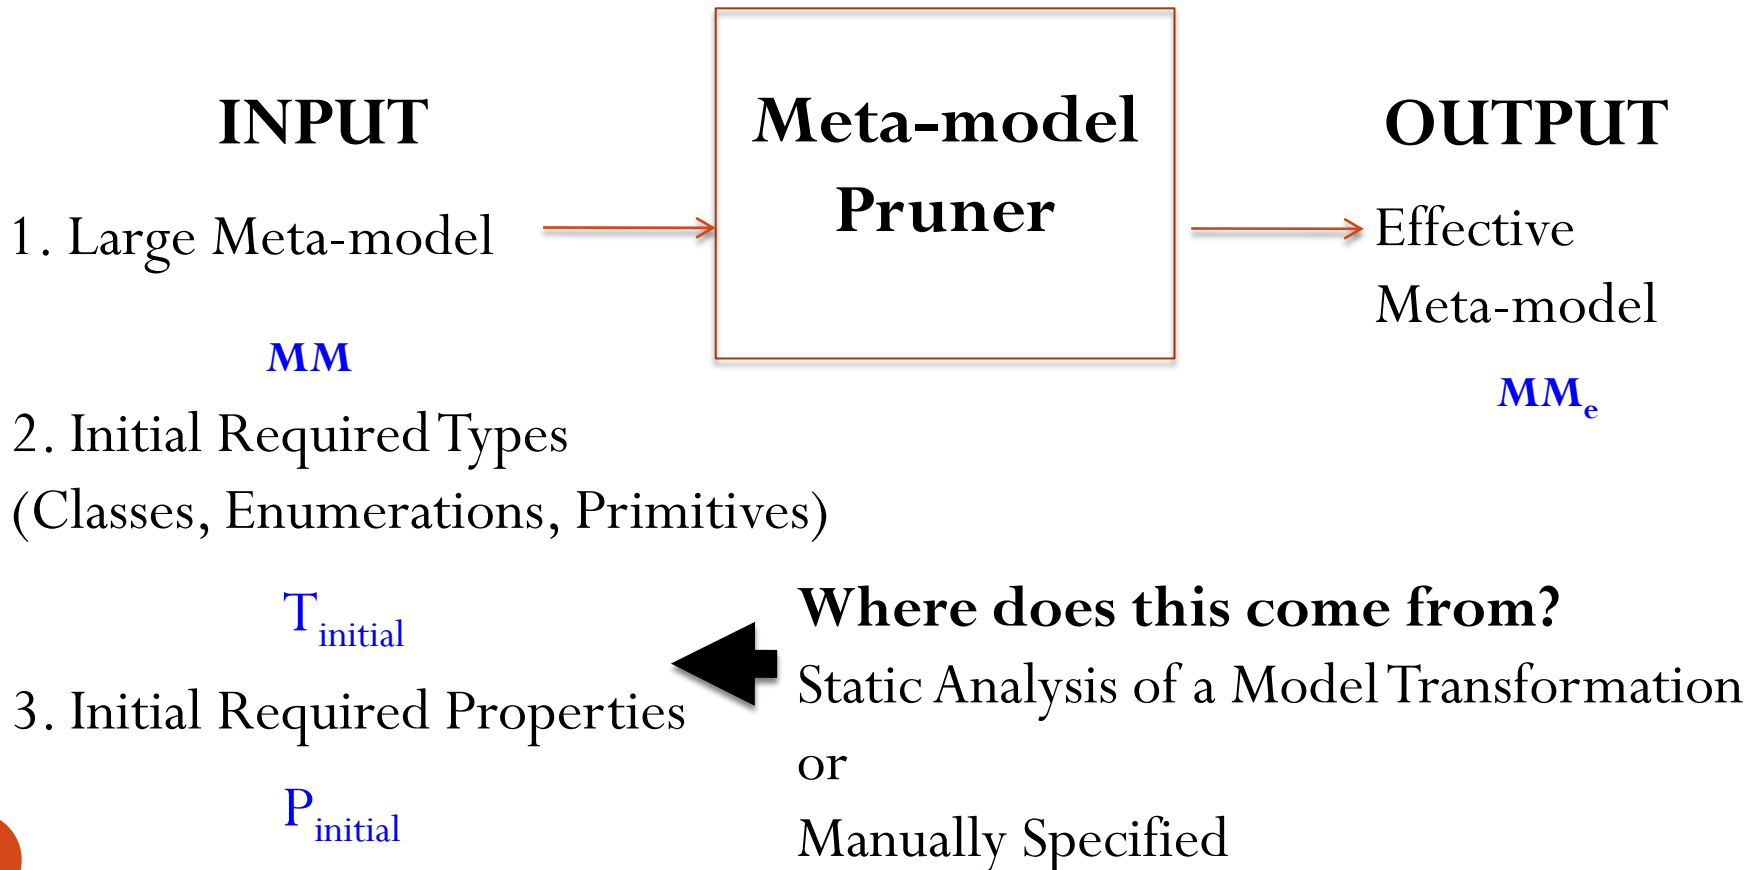 INPUT
1. Large Meta-model
MM
2. Initial Required Types
(Classes, Enumerations, Primitives)
T initial
3. Initial Required Properties
P initial
Meta-model
Pruner
OUTPUT
Effective
Meta-model
MMe
Where does this come from?
Static Analysis of a Model Transformation
or
Manually Specified